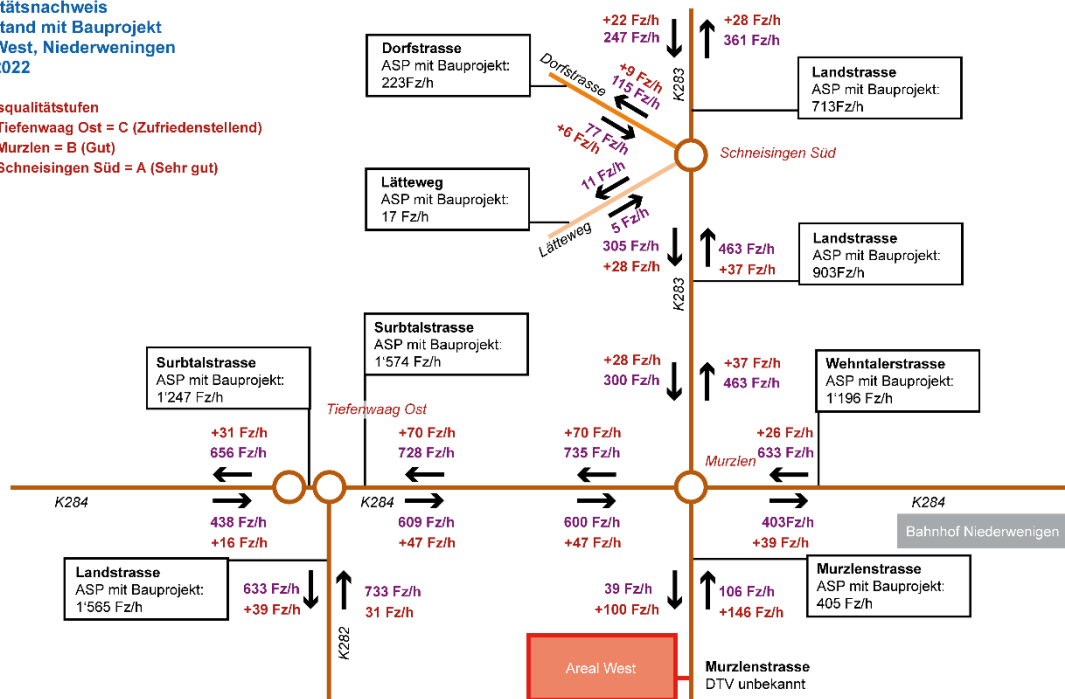 tätsnachweis
tand mit Bauprojekt
West, Niederweningen
2022
squalitätstufen
Tiefenwaag Ost = C (Zufriedenstellend)
Murzlen = B (Gut)
Schneisingen Süd = A (Sehr gut)
Dorfstrasse
ASP mit Bauprojekt:
223Fz/h
+22 Fz/h
247 Fz/h
+28 Fz/h
361 Fz/h
K283
Landstrasse
ASP mit Bauprojekt:
713Fz/h
Dorfstrasse
+9 Fz/h
115 Fz/h
77 Fz/h
+6 Fz/h
Schneisingen Süd
Lätteweg
ASP mit Bauprojekt:
17 Fz/h
11 Fz/h
5 Fz/h
Lätteweg
305 Fz/h
+28 Fz/h
463 Fz/h
+37 Fz/h
K283
Landstrasse
ASP mit Bauprojekt:
903Fz/h
Surbtalstrasse
ASP mit Bauprojekt:
1'247 Fz/h
Surbtalstrasse
ASP mit Bauprojekt:
1'574 Fz/h
+28 Fz/h
300 Fz/h
+37 Fz/h
463 Fz/h
Wehntalerstrasse
ASP mit Bauprojekt:
1'196 Fz/h
Tiefenwaag Ost
+31 Fz/h
656 Fz/h
+70 Fz/h
728 Fz/h
+70 Fz/h
735 Fz/h
Murzlen
+26 Fz/h
633 Fz/h
K284
438 Fz/h
+16 Fz/h
K284
609 Fz/h
+47 Fz/h
600 Fz/h
+47 Fz/h
403Fz/h
+39 Fz/h
K284
Bahnhof Niederwenigen
Landstrasse
ASP mit Bauprojekt:
1'565 Fz/h
633 Fz/h
+39 Fz/h
733 Fz/h
31 Fz/h
K282
39 Fz/h
+100 Fz/h
106 Fz/h
+146 Fz/h
Murzlenstrasse
ASP mit Bauprojekt:
405 Fz/h
Areal West
Murzlenstrasse
DTV unbekannt